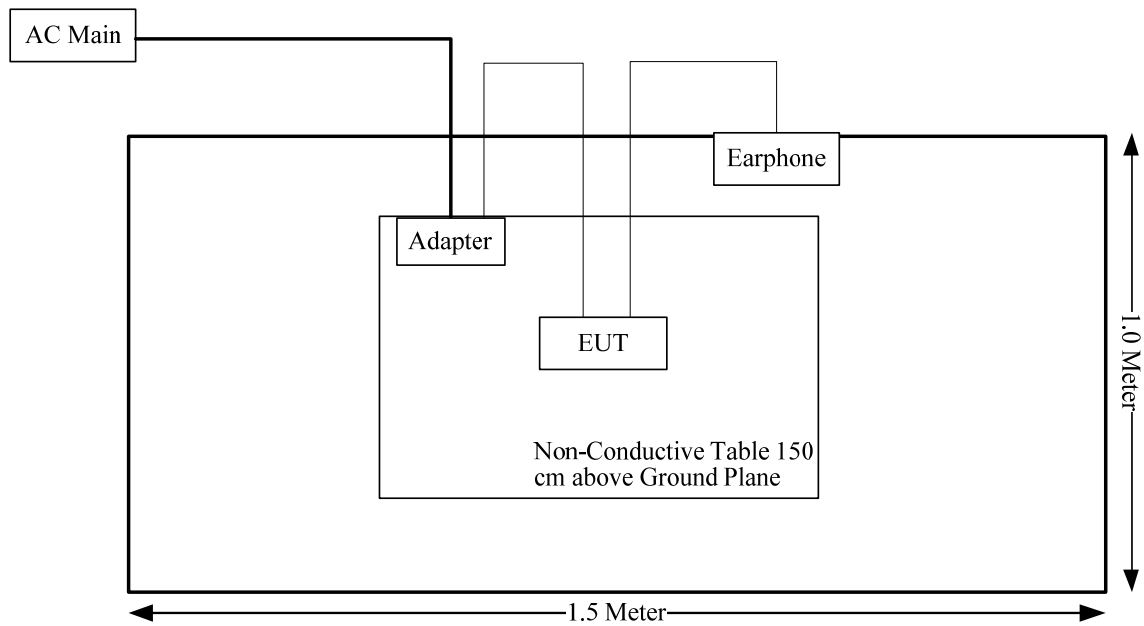 AC Main
Earphone
Adapter
EUT
Non-Conductive Table 150
cm above Ground Plane
1.0 Meter
1.5 Meter